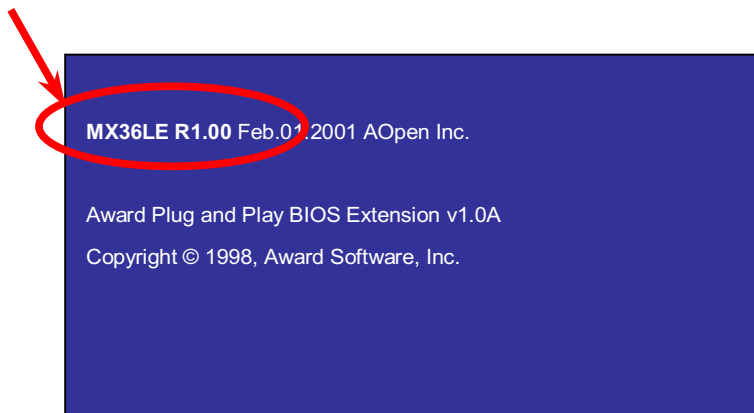 MX36LE R1.00 Feb.01.2001 AOpen Inc.
Award Plug and Play BIOS Extension v1.0A
Copyright © 1998, Award Software, Inc.